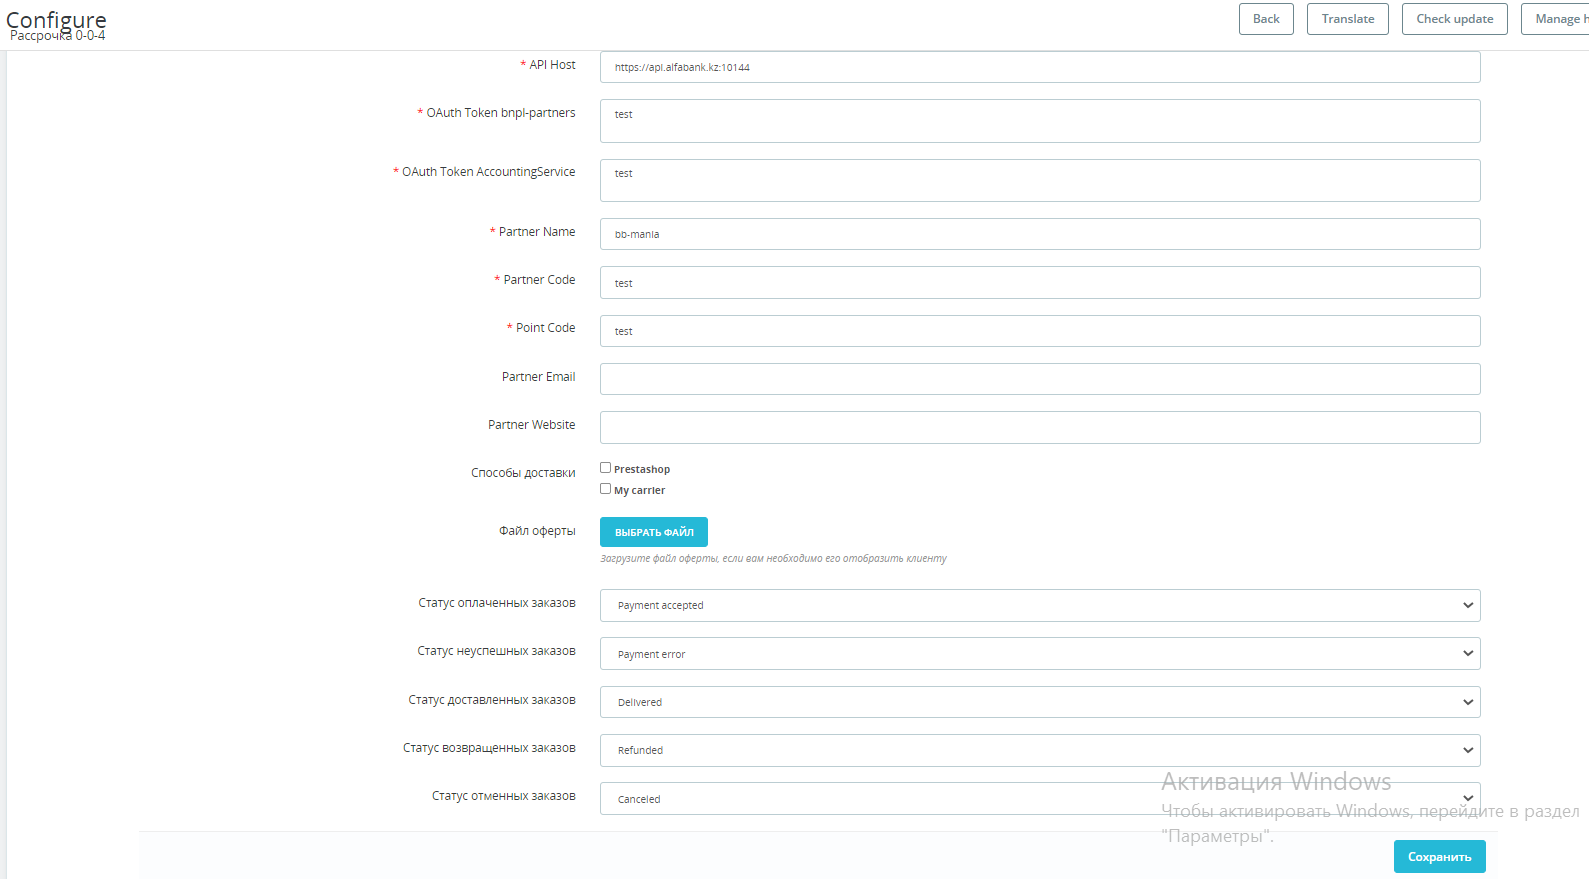 Configure
Рассрочка 0-0-4
Back
Translate
Check update
Manage h
* API Host
https://api.alfabank.kz:10144
* OAuth Token bnpl-partners
test
* OAuth Token AccountingService
test
* Partner Name
bb-mania
* Partner Code
test
* Point Code
test
Partner Email
Partner Website
Способы доставки
Prestashop
My carrier
Файл оферты
ВЫБРАТЬ ФАЙЛ
Загрузите файл оферты, если вам необходимо его отобразить клиенту
Статус оплаченных заказов
Payment accepted
Статус неуспешных заказов
Payment error
Статус доставленных заказов
Delivered
Статус возвращенных заказов
Refunded
Статус отменных заказов
Canceled
Активация Windows
Чтобы активировать Windows, перейдите в раздел
"Параметры".
Сохранить